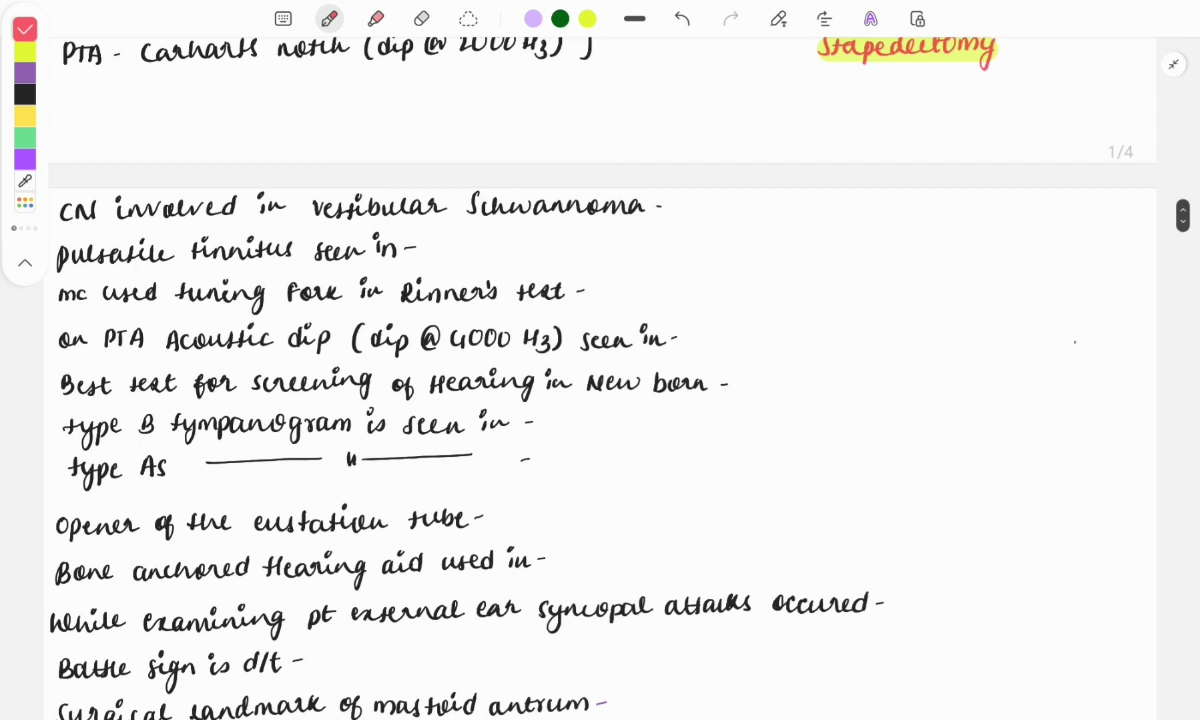 PTA - Carharts notch (dip @ 2000 Hz) ]
Stapedectomy
1/4
CN involved in vestibular Schwannoma -
pulsatile tinnitus seen in -
mc used tuning fork in Rinner's test -
on PTA Acoustic dip (dip @ 4000 Hz) seen in -
Best test for screening of Hearing in New born -
type B tympanogram is seen in -
type As —— " —— -
opener of the eustation tube -
Bone anchored Hearing aid used in -
while examining pt external ear syncopal attacks occured -
Battle sign is d/t -
Surgical landmark of mastoid antrum -